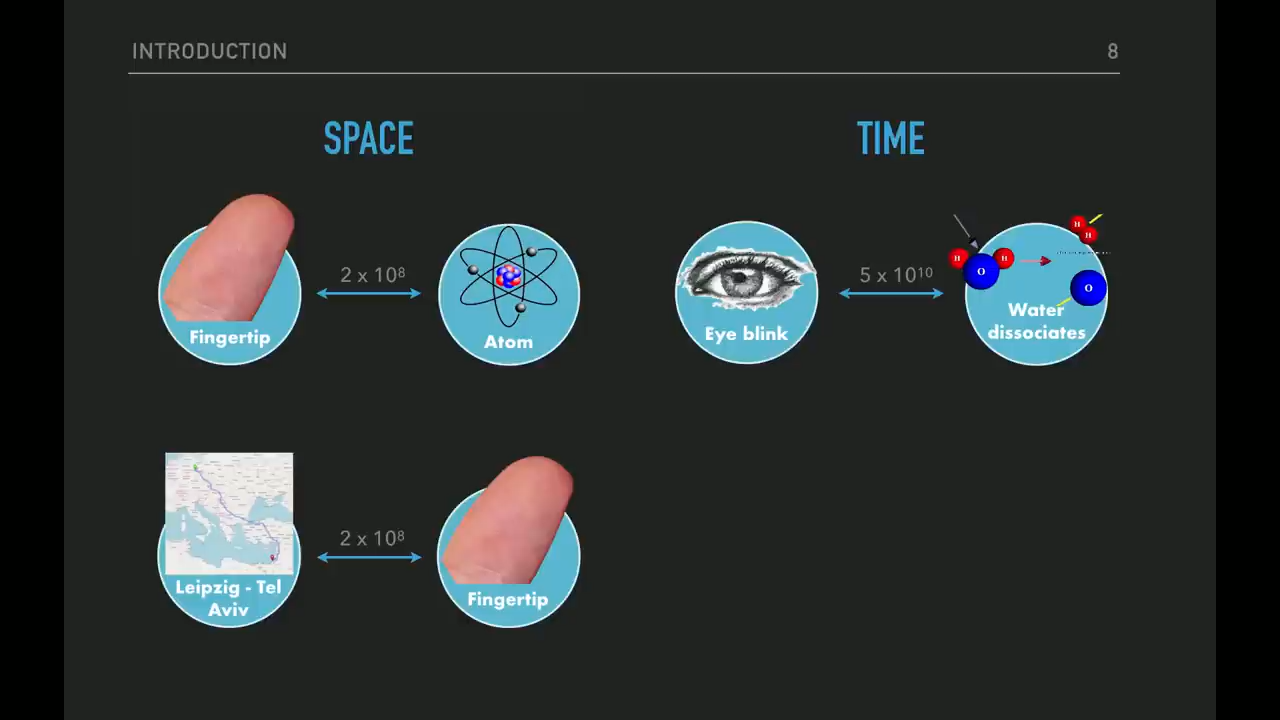 INTRODUCTION
8
SPACE
TIME
Fingertip
2 x 10⁸
Atom
Eye blink
5 x 10¹⁰
H
H
O
H
H
O
Water
dissociates
Leipzig - Tel
Aviv
2 x 10⁸
Fingertip